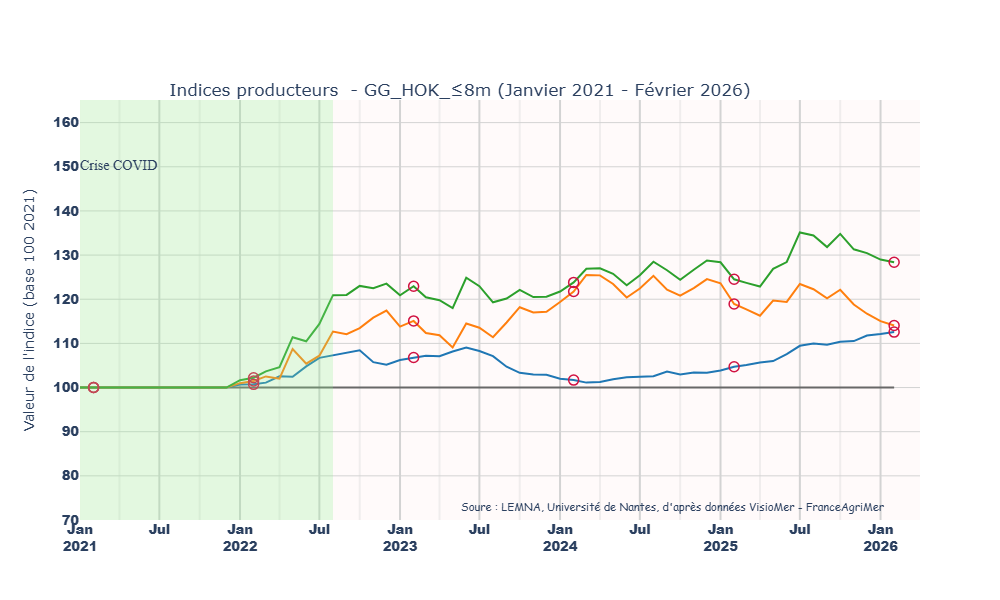 Indices producteurs  - GG_HOK_≤8m (Janvier 2021 - Février 2026)
Valeur de l'indice (base 100 2021)
160
150
140
130
120
110
100
90
80
70
Crise COVID
Soure : LEMNA, Université de Nantes, d'après données VisioMer - FranceAgriMer
Jan Jul Jan Jul Jan Jul Jan Jul Jan Jul Jan
2021 2022 2023 2024 2025 2026